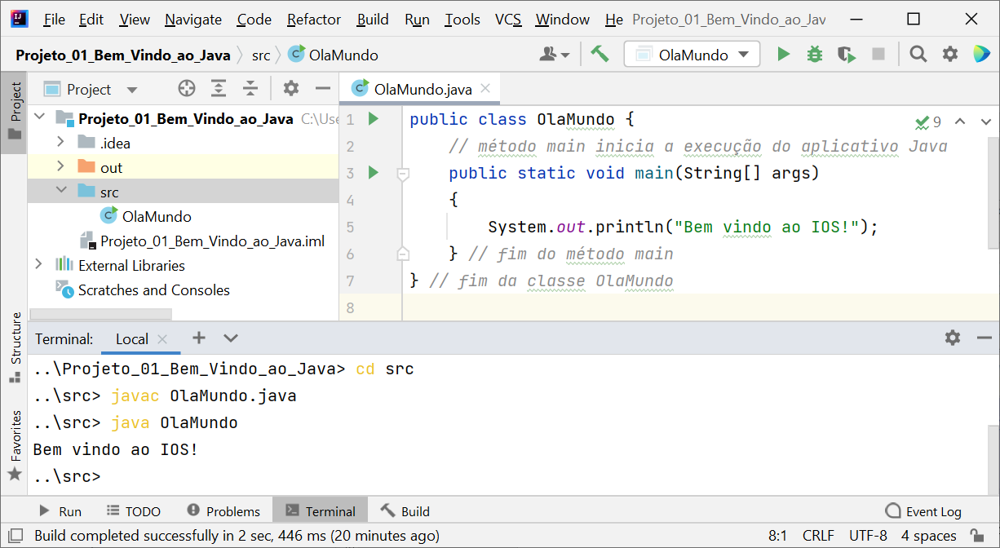 File Edit View Navigate Code Refactor Build Run Tools VCS Window He Projeto_01_Bem_Vindo_ao_Jav
Projeto_01_Bem_Vindo_ao_Java src OlaMundo OlaMundo
Project
Project
OlaMundo.java
Projeto_01_Bem_Vindo_ao_Java C:\Use
.idea
out
src
OlaMundo
Projeto_01_Bem_Vindo_ao_Java.iml
External Libraries
Scratches and Consoles
1 public class OlaMundo {
2 // método main inicia a execução do aplicativo Java
3 public static void main(String[] args)
4 {
5 System.out.println("Bem vindo ao IOS!");
6 } // fim do método main
7 } // fim da classe OlaMundo
8
9
Structure
Favorites
Terminal: Local
..\Projeto_01_Bem_Vindo_ao_Java> cd src
..\src> javac OlaMundo.java
..\src> java OlaMundo
Bem vindo ao IOS!
..\src>
Run TODO Problems Terminal Build Event Log
Build completed successfully in 2 sec, 446 ms (20 minutes ago) 8:1 CRLF UTF-8 4 spaces